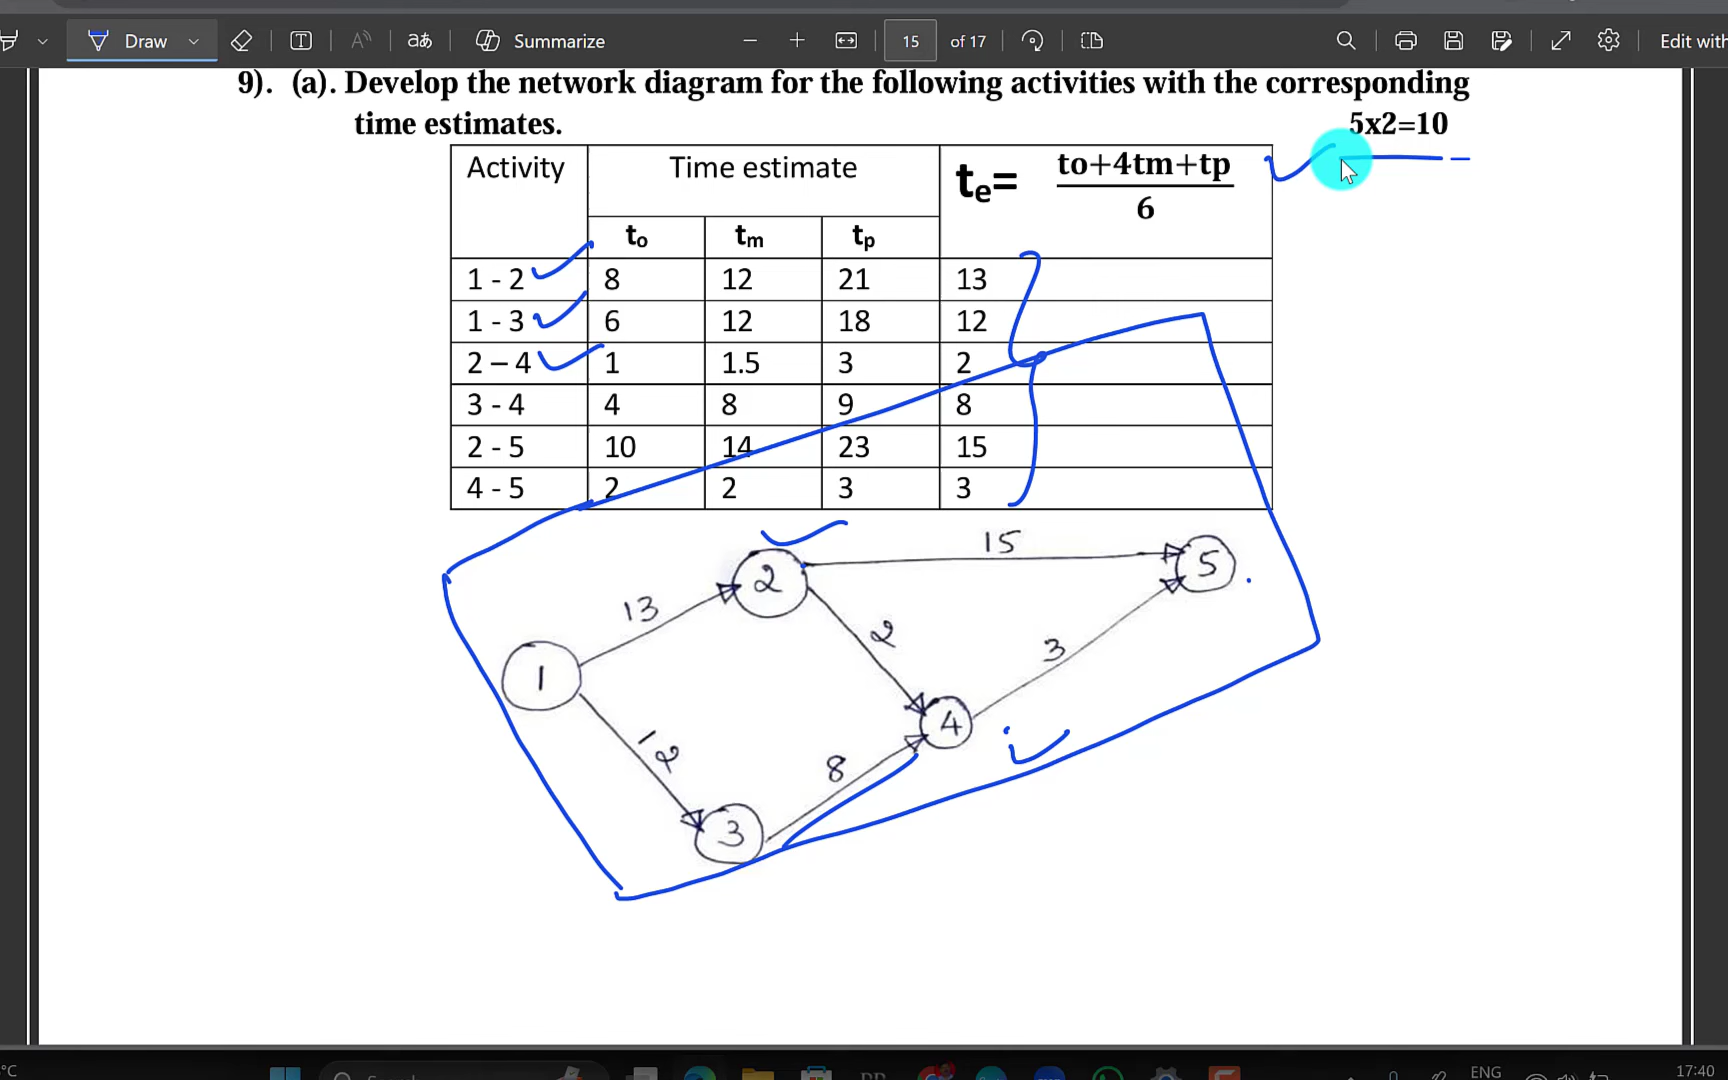 Draw
T
A
aあ
Summarize
15
of 17
Edit with
9). (a). Develop the network diagram for the following activities with the corresponding
time estimates. 5x2=10
Activity Time estimate te= to+4tm+tp
6
to tm tp
1 - 2 8 12 21 13
1 - 3 6 12 18 12
2 – 4 1 1.5 3 2
3 - 4 4 8 9 8
2 - 5 10 14 23 15
4 - 5 2 2 3 3
15
2
5
13
2
3
1
4
12
8
3
°C
ENG
17:40